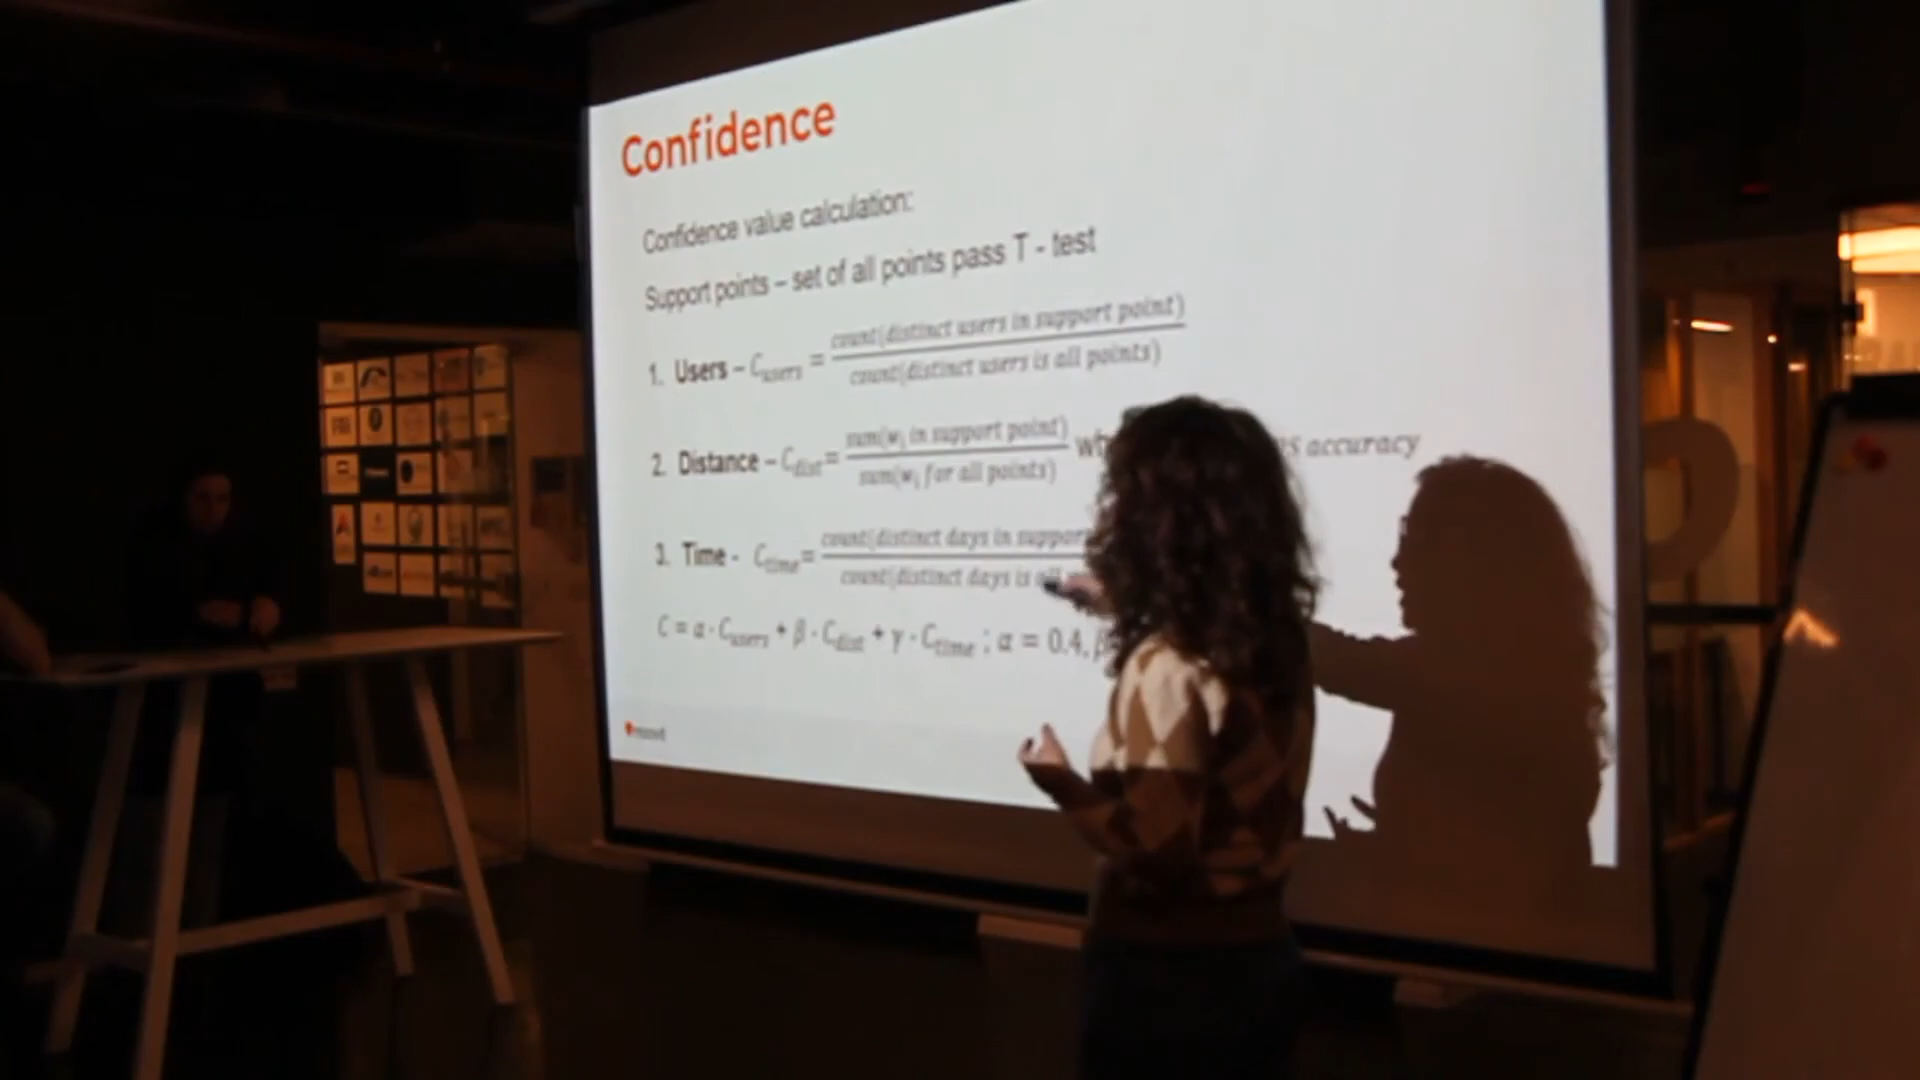 Confidence
Confidence value calculation:
Support points – set of all points pass T - test
1. Users – C_users = count(distinct users in support point) / count(distinct users is all points)
2. Distance – C_dist = sum(w_i in support point) / sum(w_i for all points) accuracy
3. Time - C_time = count(distinct days in / count(distinct days is
C = α · C_users + β · C_dist + γ · C_time ; α = 0.4, β
moovit